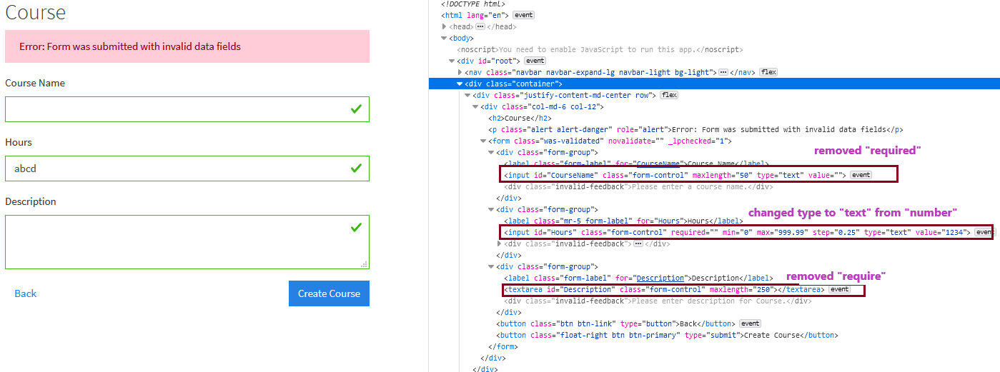 Course
Error: Form was submitted with invalid data fields
Course Name
Hours
abcd
Description
Back
Create Course
<!DOCTYPE html>
<html lang="en"> event
<head> ••• </head>
<body>
<noscript>You need to enable JavaScript to run this app.</noscript>
<div id="root"> event
<nav class="navbar navbar-expand-lg navbar-light bg-light"> ••• </nav> flex
<div class="container">
<div class="justify-content-md-center row"> flex
<div class="col-md-6 col-12">
<h2>Course</h2>
<p class="alert alert-danger" role="alert">Error: Form was submitted with invalid data fields</p>
<form class="was-validated" novalidate="" _lpchecked="1">
<div class="form-group">
removed "required"
<label class="form-label" for="CourseName">Course Name</label>
<input id="CourseName" class="form-control" maxlength="50" type="text" value=""> event
<div class="invalid-feedback">Please enter a course name.</div>
</div>
<div class="form-group">
changed type to "text" from "number"
<label class="mr-5 form-label" for="Hours">Hours</label>
<input id="Hours" class="form-control" required="" min="0" max="999.99" step="0.25" type="text" value="1234"> event
<div class="invalid-feedback"> ••• </div>
</div>
<div class="form-group">
<label class="form-label" for="Description">Description</label>
removed "require"
<textarea id="Description" class="form-control" maxlength="250"></textarea> event
<div class="invalid-feedback">Please enter description for Course.</div>
</div>
<button class="btn btn-link" type="button">Back</button> event
<button class="float-right btn btn-primary" type="submit">Create Course</button>
</form>
</div>
</div>